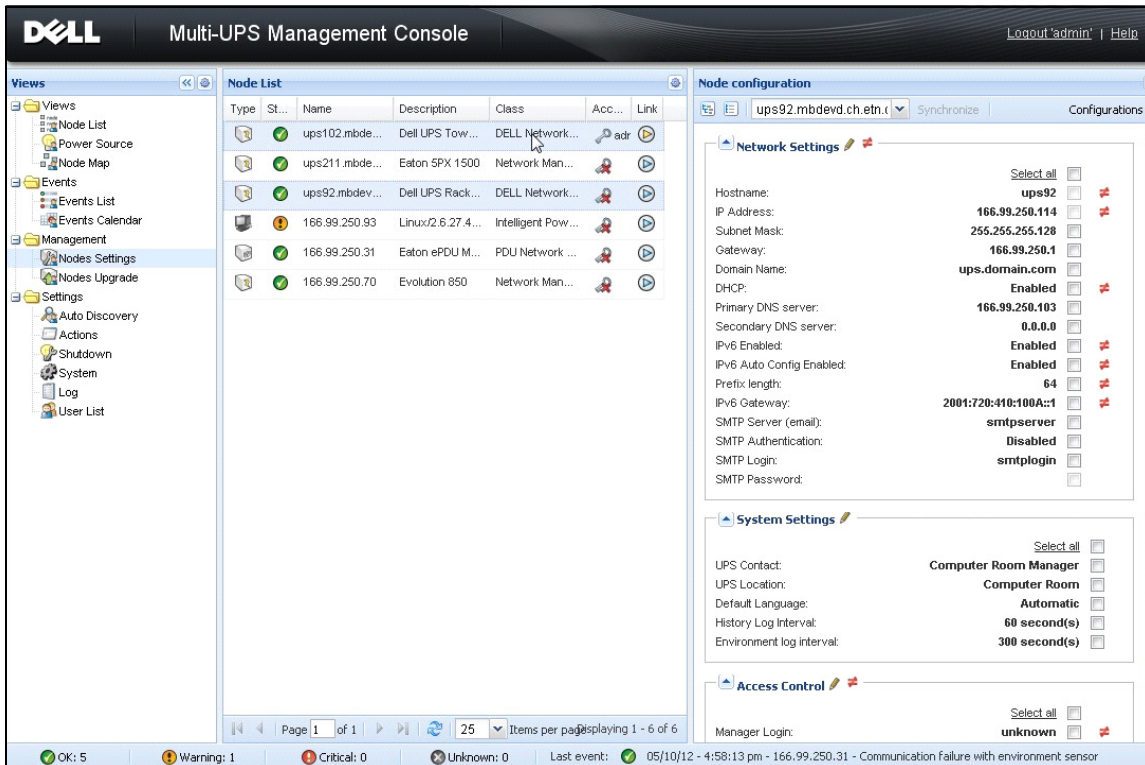 DELL
Multi-UPS Management Console
Logout 'admin' | Help
Views
Views
Node List
Power Source
Node Map
Events
Events List
Events Calendar
Management
Nodes Settings
Nodes Upgrade
Settings
Auto Discovery
Actions
Shutdown
System
Log
User List
Node List
Type St... Name Description Class Acc... Link
ups102.mbde... Dell UPS Tow... DELL Network... adr
ups211.mbde... Eaton 5PX 1500 Network Man...
ups92.mbdev... Dell UPS Rack... DELL Network...
166.99.250.93 Linux/2.6.27.4... Intelligent Pow...
166.99.250.31 Eaton ePDU M... PDU Network ...
166.99.250.70 Evolution 850 Network Man...
Page 1 of 1 25 Items per page Displaying 1 - 6 of 6
Node configuration
ups92.mbdevd.ch.etn.c Synchronize Configurations
Network Settings
Select all
Hostname: ups92
IP Address: 166.99.250.114
Subnet Mask: 255.255.255.128
Gateway: 166.99.250.1
Domain Name: ups.domain.com
DHCP: Enabled
Primary DNS server: 166.99.250.103
Secondary DNS server: 0.0.0.0
IPv6 Enabled: Enabled
IPv6 Auto Config Enabled: Enabled
Prefix length: 64
IPv6 Gateway: 2001:720:410:100A::1
SMTP Server (email): smtpserver
SMTP Authentication: Disabled
SMTP Login: smtplogin
SMTP Password:
System Settings
Select all
UPS Contact: Computer Room Manager
UPS Location: Computer Room
Default Language: Automatic
History Log Interval: 60 second(s)
Environment log interval: 300 second(s)
Access Control
Select all
Manager Login: unknown
OK: 5 Warning: 1 Critical: 0 Unknown: 0 Last event: 05/10/12 - 4:58:13 pm - 166.99.250.31 - Communication failure with environment sensor